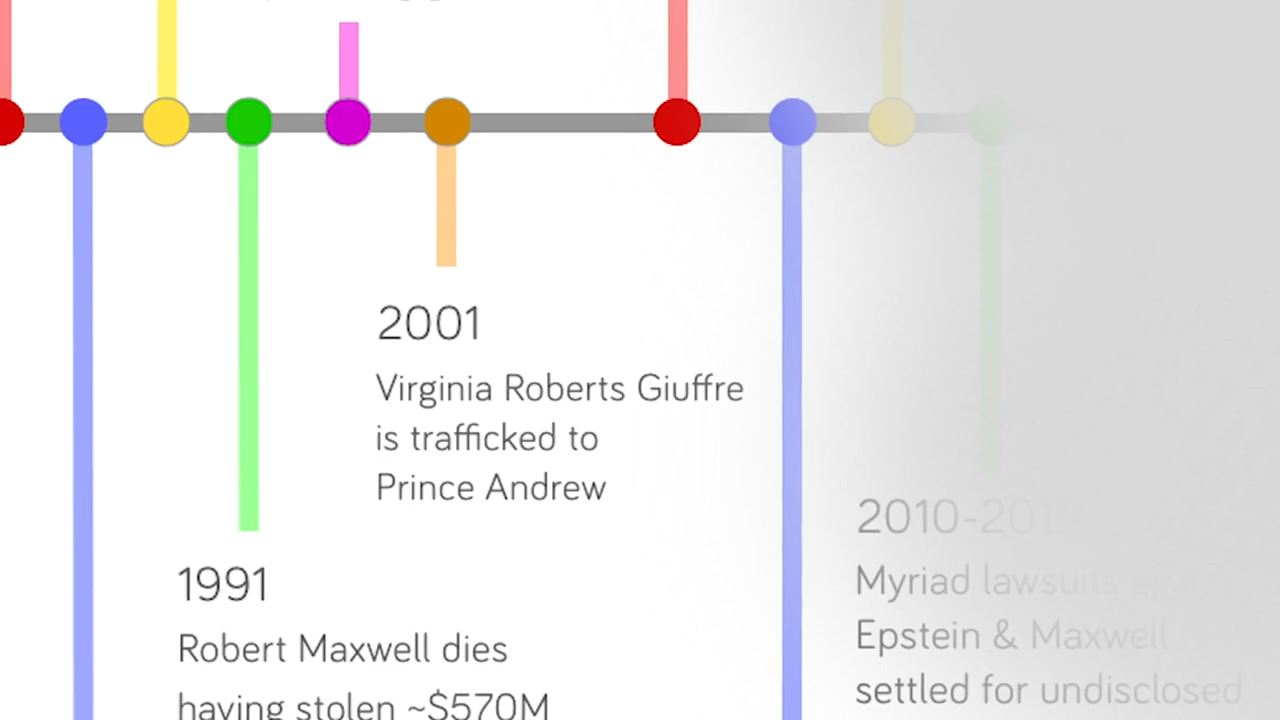 2001
Virginia Roberts Giuffre
is trafficked to
Prince Andrew
1991
Robert Maxwell dies
having stolen ~$570M
2010-2019
Myriad lawsuits
Epstein & Maxwell
settled for undisclosed